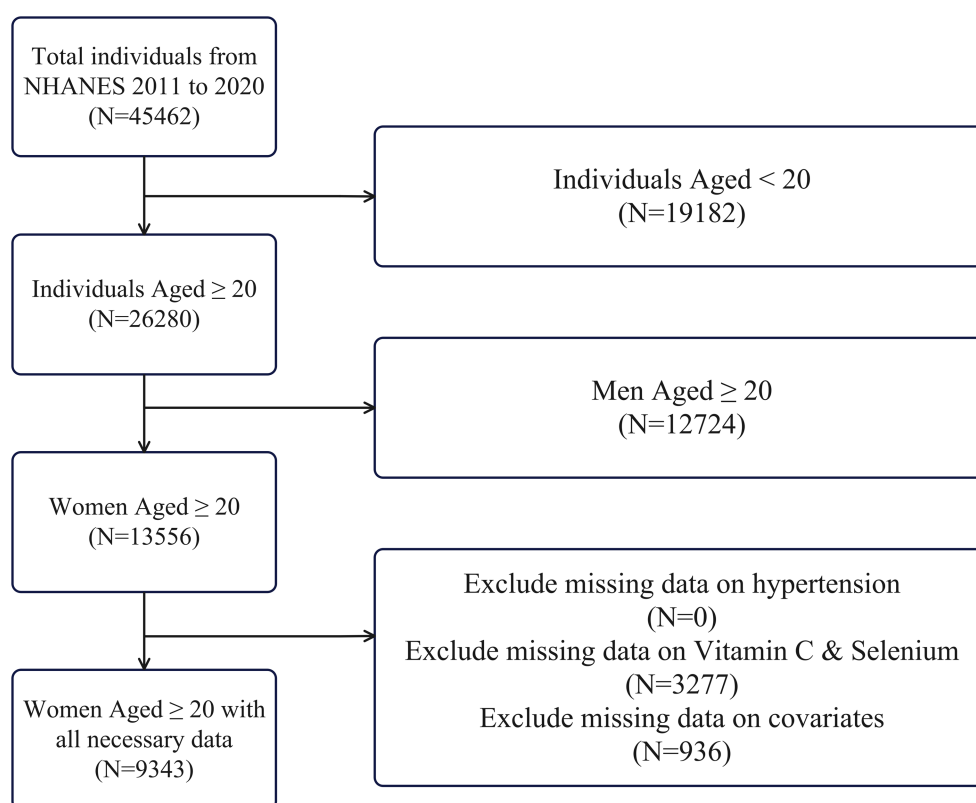 Total individuals from
NHANES 2011 to 2020
(N=45462)
Individuals Aged < 20
(N=19182)
Individuals Aged ≥ 20
(N=26280)
Men Aged ≥ 20
(N=12724)
Women Aged ≥ 20
(N=13556)
Exclude missing data on hypertension
(N=0)
Exclude missing data on Vitamin C & Selenium
(N=3277)
Exclude missing data on covariates
(N=936)
Women Aged ≥ 20 with
all necessary data
(N=9343)